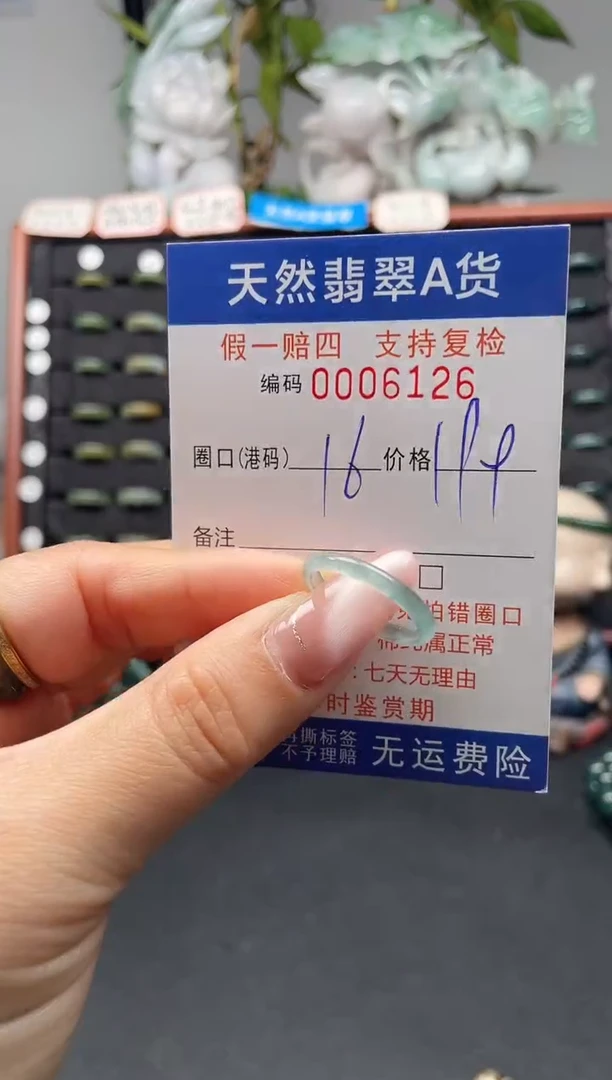 天然翡翠A货
假一赔四 支持复检
编码 0006126
圈口(港码) 16 价格
备注
拍错圈口
属正常
:七天无理由
时鉴赏期
撕标签
不予理赔 无运费险